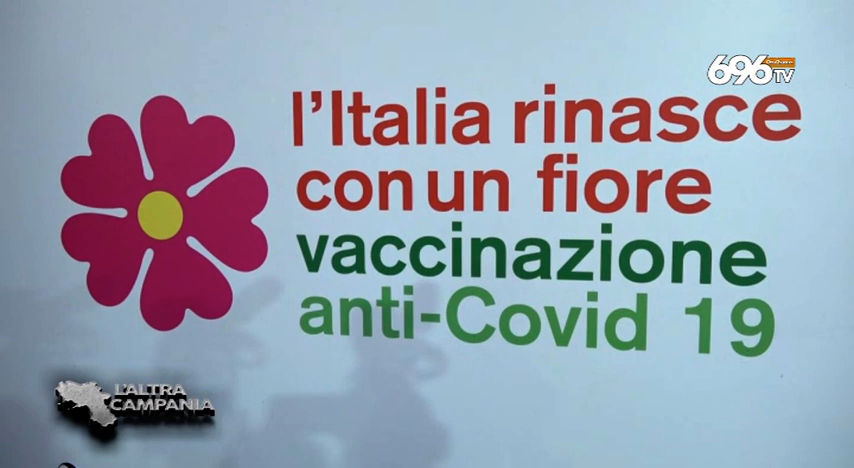 696
TV
l'Italia rinasce
con un fiore
vaccinazione
anti-Covid 19
L'ALTRA
CAMPANIA